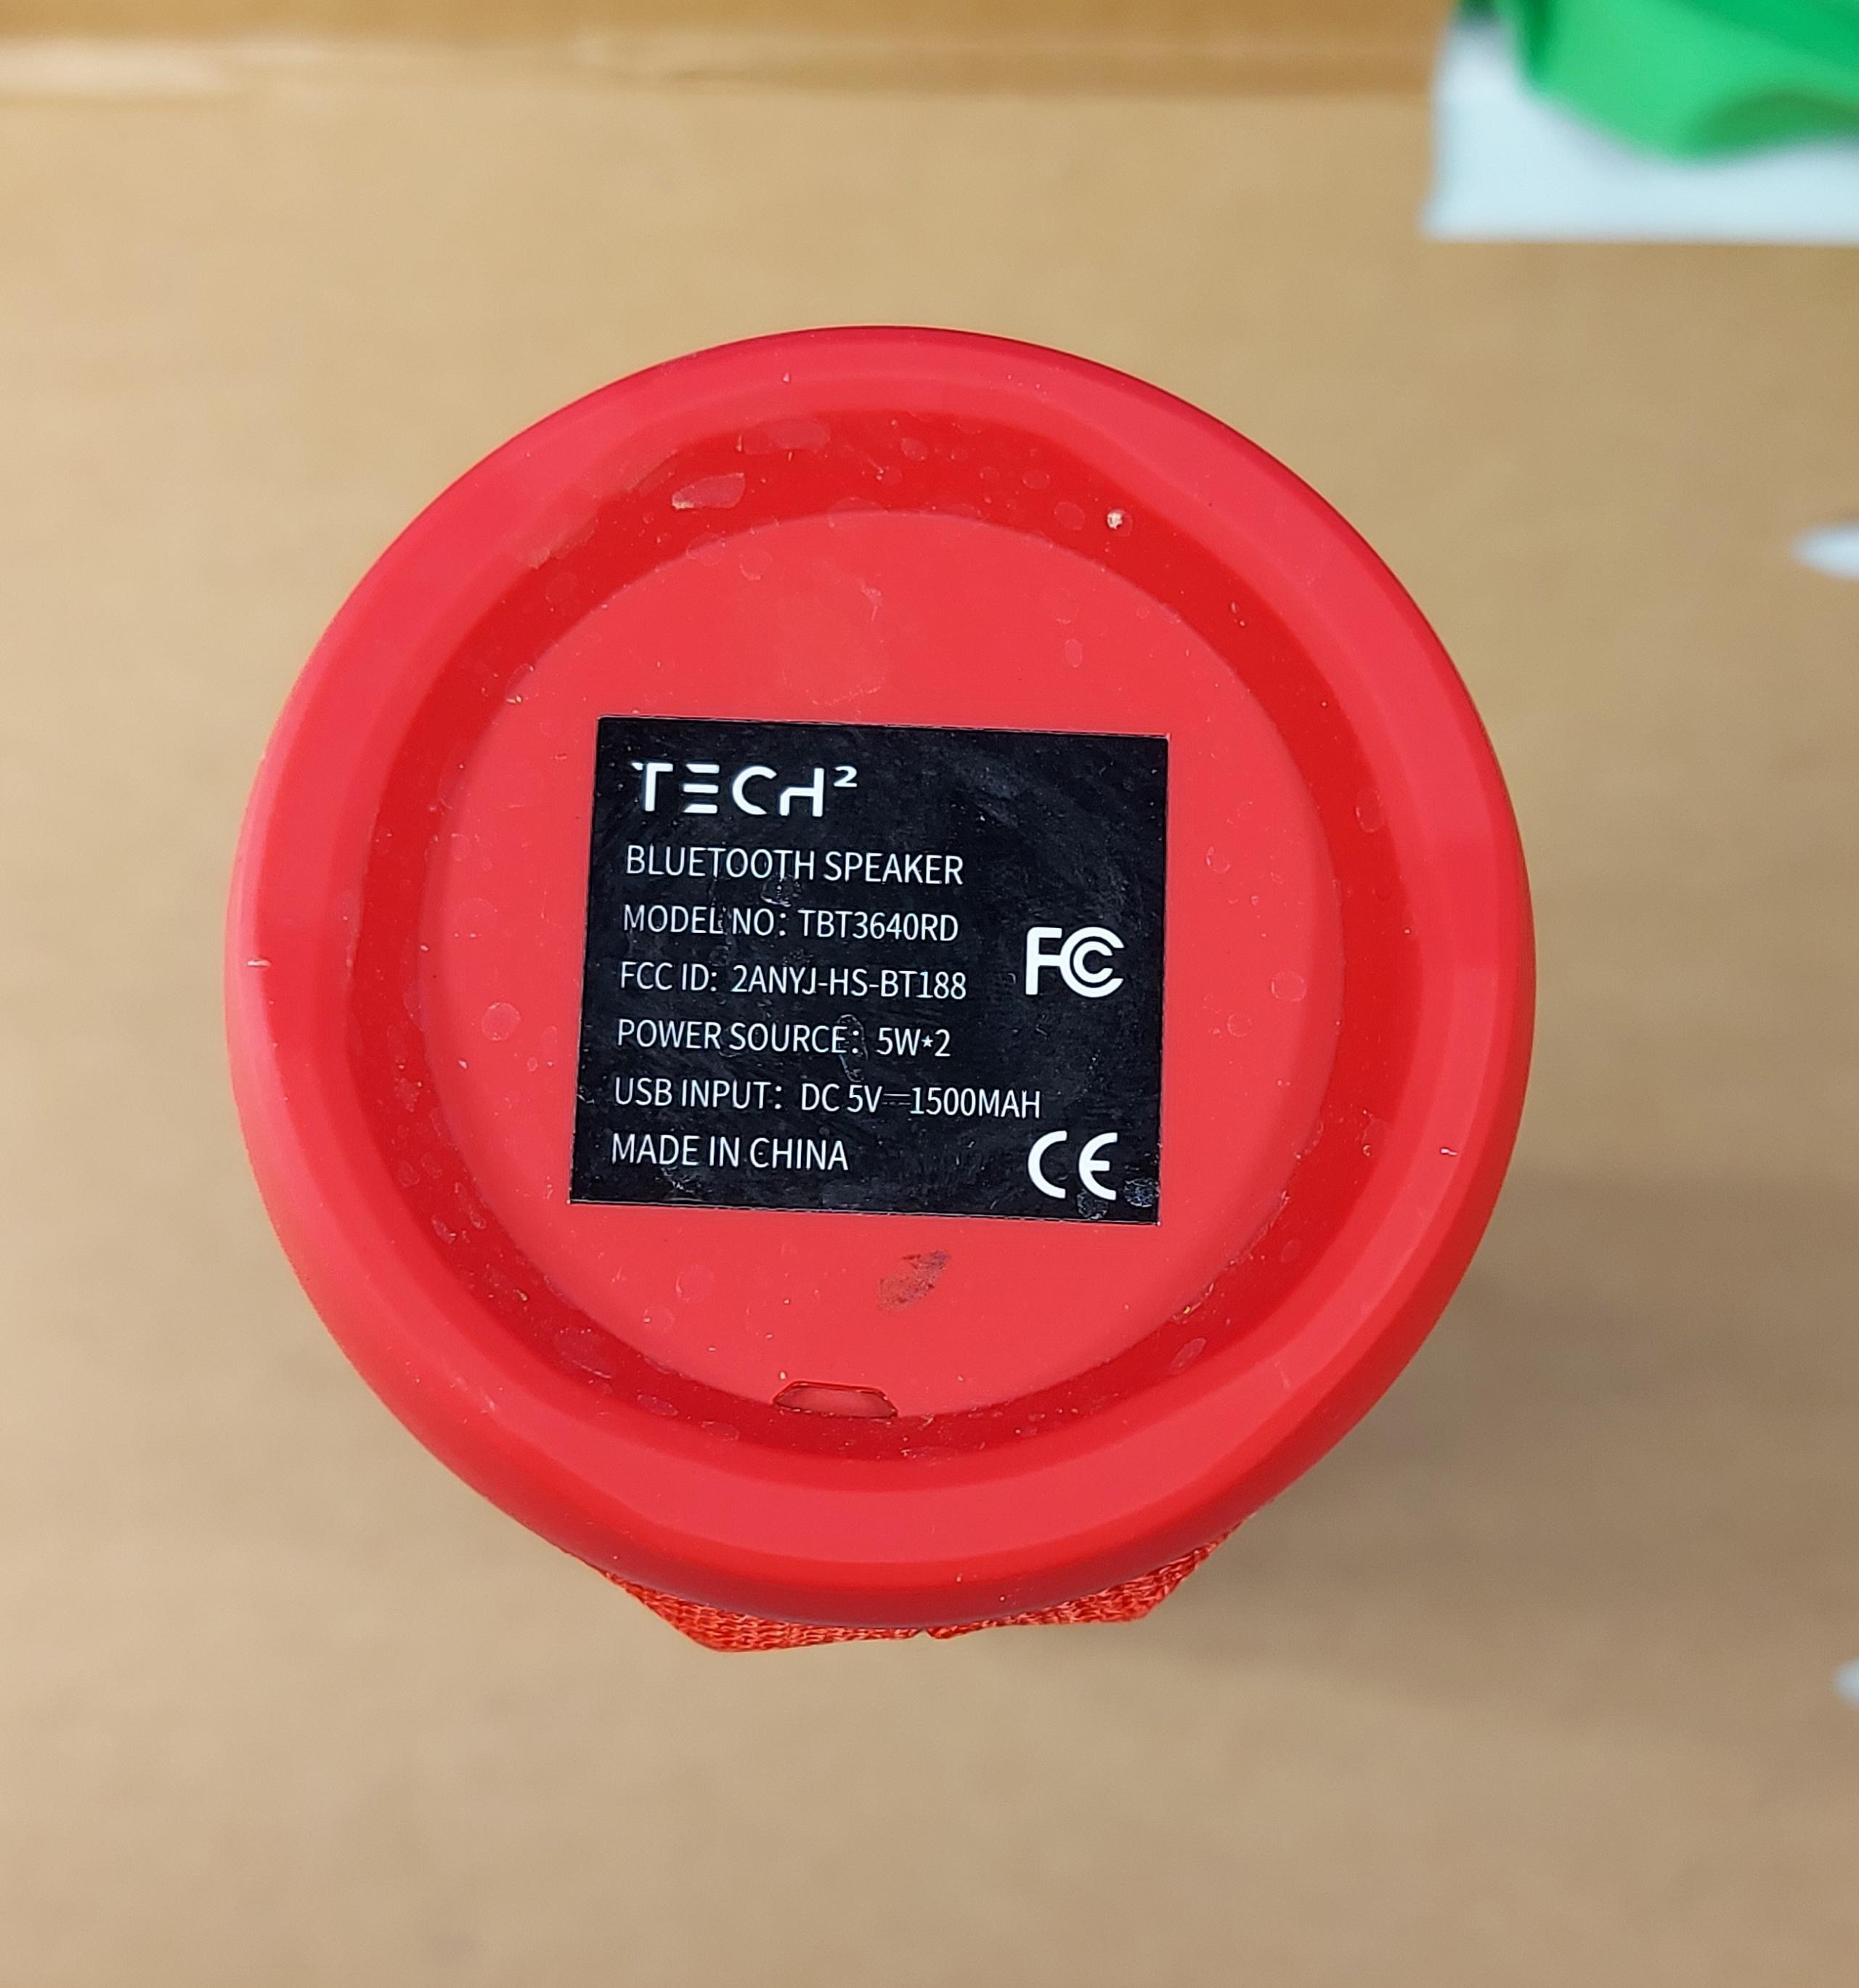 TECH²
BLUETOOTH SPEAKER
MODEL NO: TBT3640RD
FCC ID: 2ANYJ-HS-BT188
FC
POWER SOURCE: 5W*2
USB INPUT: DC 5V⎓1500MAH
MADE IN CHINA
CE